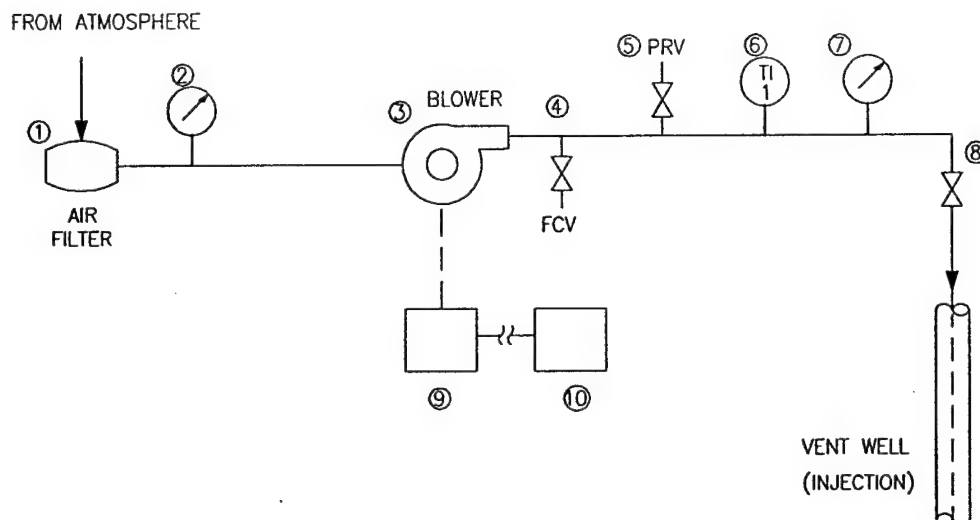 FROM ATMOSPHERE
①
AIR
FILTER
②
③ BLOWER
④
FCV
⑤ PRV
⑥
TI
1
⑦
⑧
⑨
⑩
VENT WELL
(INJECTION)